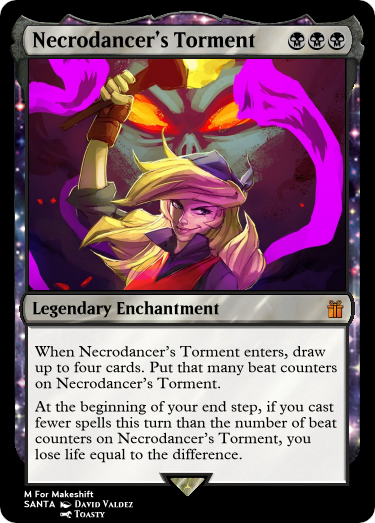 Necrodancer's Torment
Legendary Enchantment
When Necrodancer's Torment enters, draw
up to four cards. Put that many beat counters
on Necrodancer's Torment.
At the beginning of your end step, if you cast
fewer spells this turn than the number of beat
counters on Necrodancer's Torment, you
lose life equal to the difference.
M For Makeshift
SANTA David Valdez
Toasty